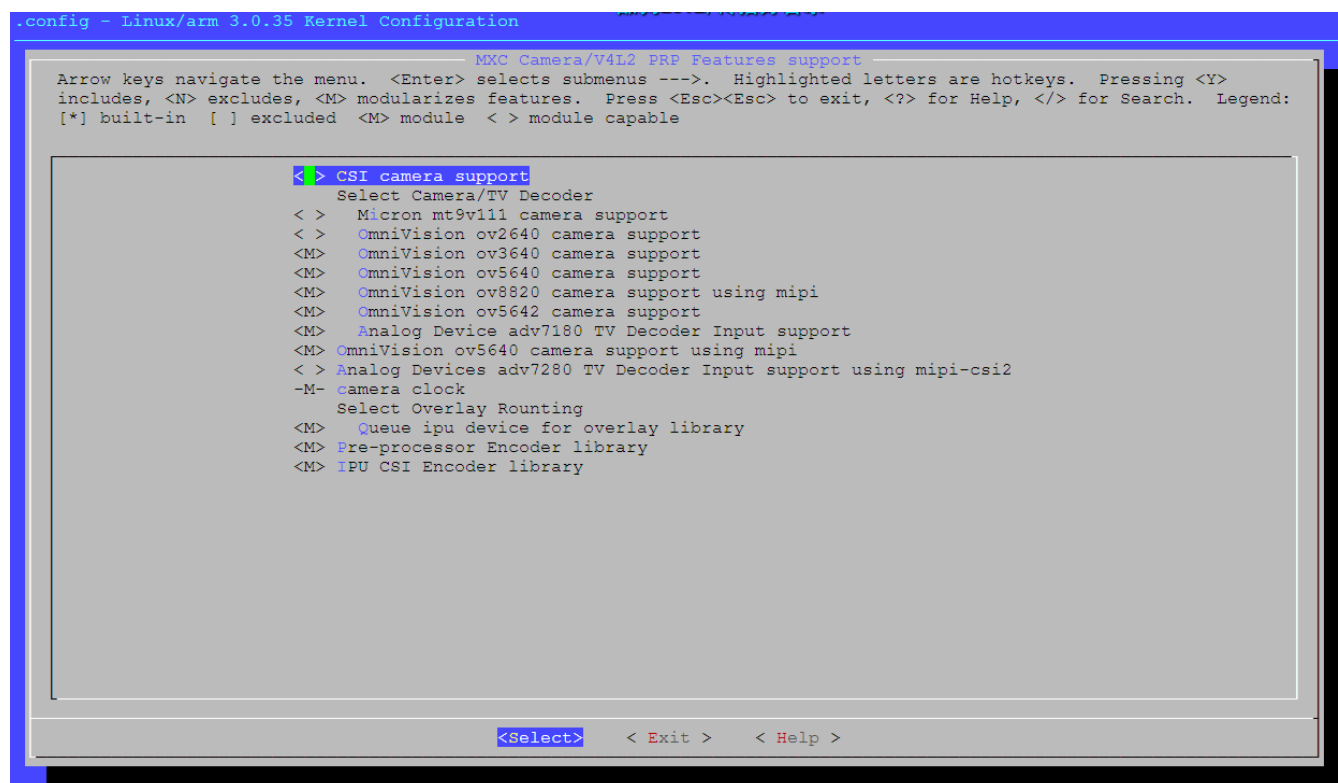 .config - Linux/arm 3.0.35 Kernel Configuration
MXC Camera/V4L2 PRP Features support
Arrow keys navigate the menu.  <Enter> selects submenus --->.  Highlighted letters are hotkeys.  Pressing <Y>
includes, <N> excludes, <M> modularizes features.  Press <Esc><Esc> to exit, <?> for Help, </> for Search.  Legend:
[*] built-in  [ ] excluded  <M> module  < > module capable
< > CSI camera support
Select Camera/TV Decoder
< >   Micron mt9v111 camera support
< >   OmniVision ov2640 camera support
<M>   OmniVision ov3640 camera support
<M>   OmniVision ov5640 camera support
<M>   OmniVision ov8820 camera support using mipi
<M>   OmniVision ov5642 camera support
<M>   Analog Device adv7180 TV Decoder Input support
<M> OmniVision ov5640 camera support using mipi
< > Analog Devices adv7280 TV Decoder Input support using mipi-csi2
-M- camera clock
Select Overlay Rounting
<M>   Queue ipu device for overlay library
<M> Pre-processor Encoder library
<M> IPU CSI Encoder library
<Select>    < Exit >    < Help >